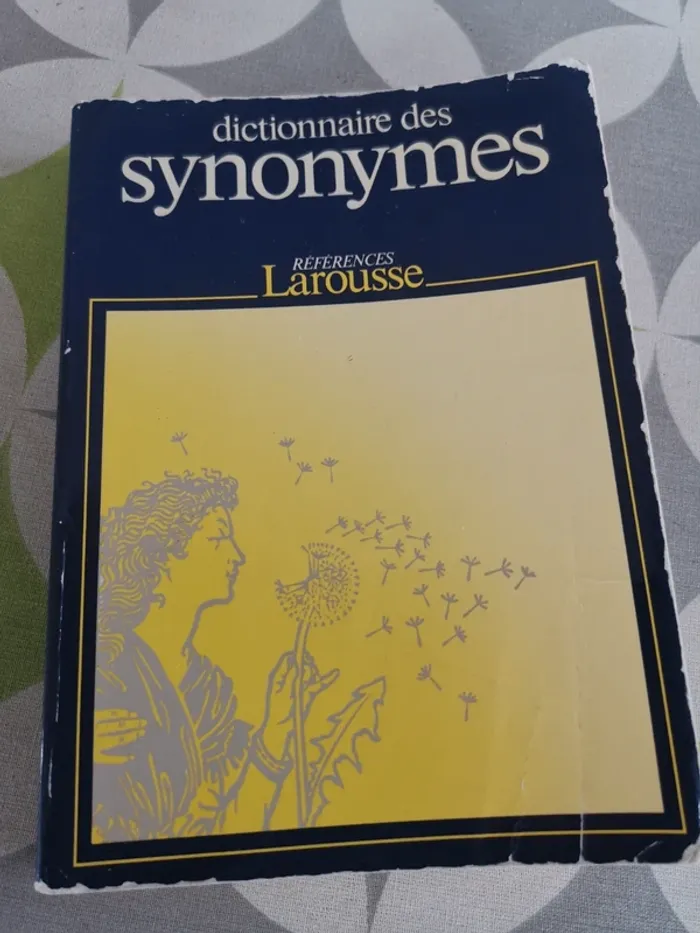 dictionnaire des
synonymes
RÉFÉRENCES
Larousse